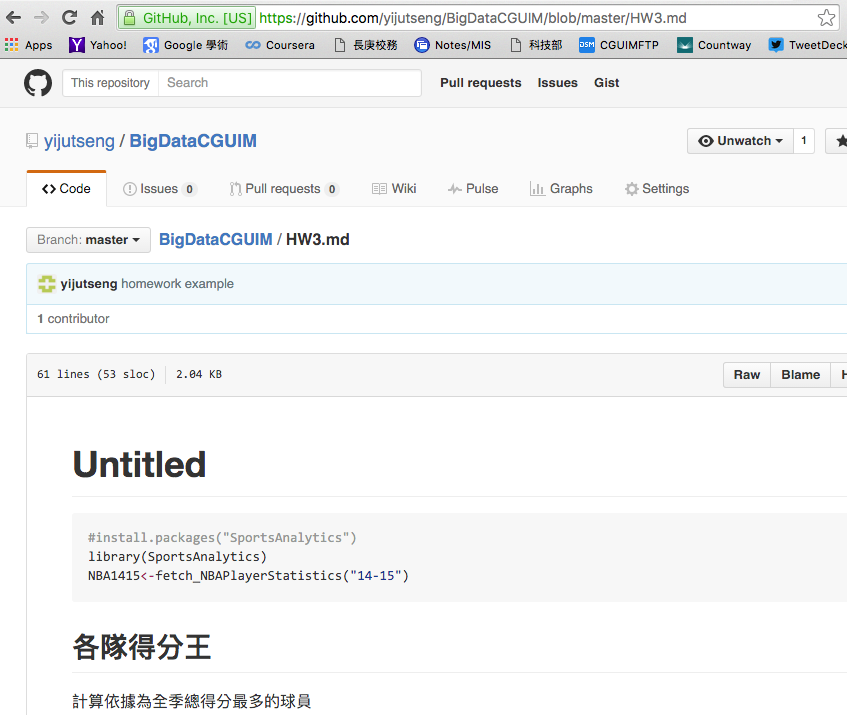 GitHub, Inc. [US] https://github.com/yijutseng/BigDataCGUIM/blob/master/HW3.md
Apps Yahoo! Google 學術 Coursera 長庚校務 Notes/MIS 科技部 DSM CGUIMFTP Countway TweetDeck
This repository Search Pull requests Issues Gist
yijutseng / BigDataCGUIM Unwatch 1
Code Issues 0 Pull requests 0 Wiki Pulse Graphs Settings
Branch: master BigDataCGUIM / HW3.md
yijutseng homework example
1 contributor
61 lines (53 sloc) 2.04 KB Raw Blame H
Untitled
#install.packages("SportsAnalytics")
library(SportsAnalytics)
NBA1415<-fetch_NBAPlayerStatistics("14-15")
各隊得分王
計算依據為全季總得分最多的球員